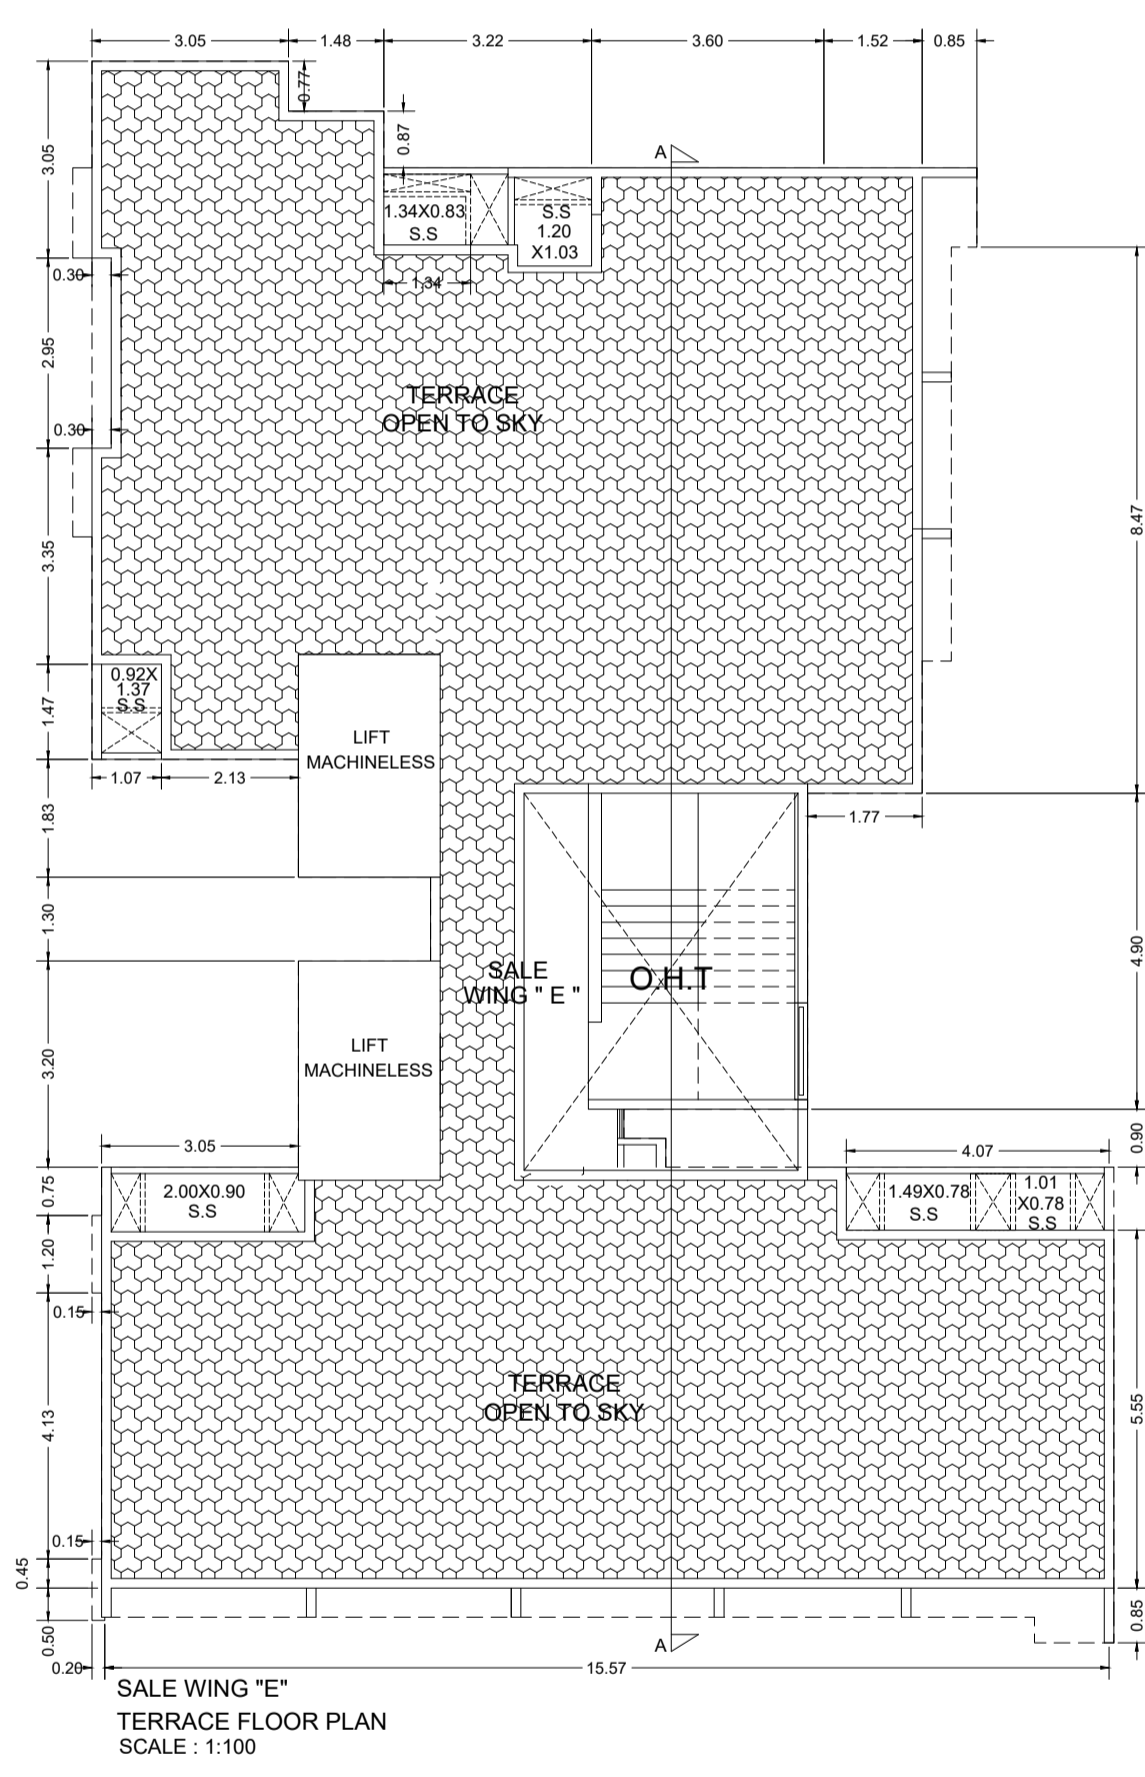 3.05
1.48
3.22
3.60
1.52
0.85
0.77
0.87
3.05
A
1.34X0.83
S.S
S.S
1.20
X1.03
0.30
1.34
2.95
TERRACE
OPEN TO SKY
0.30
8.47
3.35
0.92X
1.37
S.S
1.47
LIFT
MACHINELESS
1.07
2.13
1.83
1.77
1.30
4.90
SALE
WING " E "
O.H.T
LIFT
MACHINELESS
3.20
3.05
4.07
0.90
0.75
2.00X0.90
S.S
1.49X0.78
S.S
1.01
X0.78
S.S
1.20
0.15
TERRACE
OPEN TO SKY
4.13
5.55
0.15
0.45
0.85
0.50
A
0.20
15.57
SALE WING "E"
TERRACE FLOOR PLAN
SCALE : 1:100